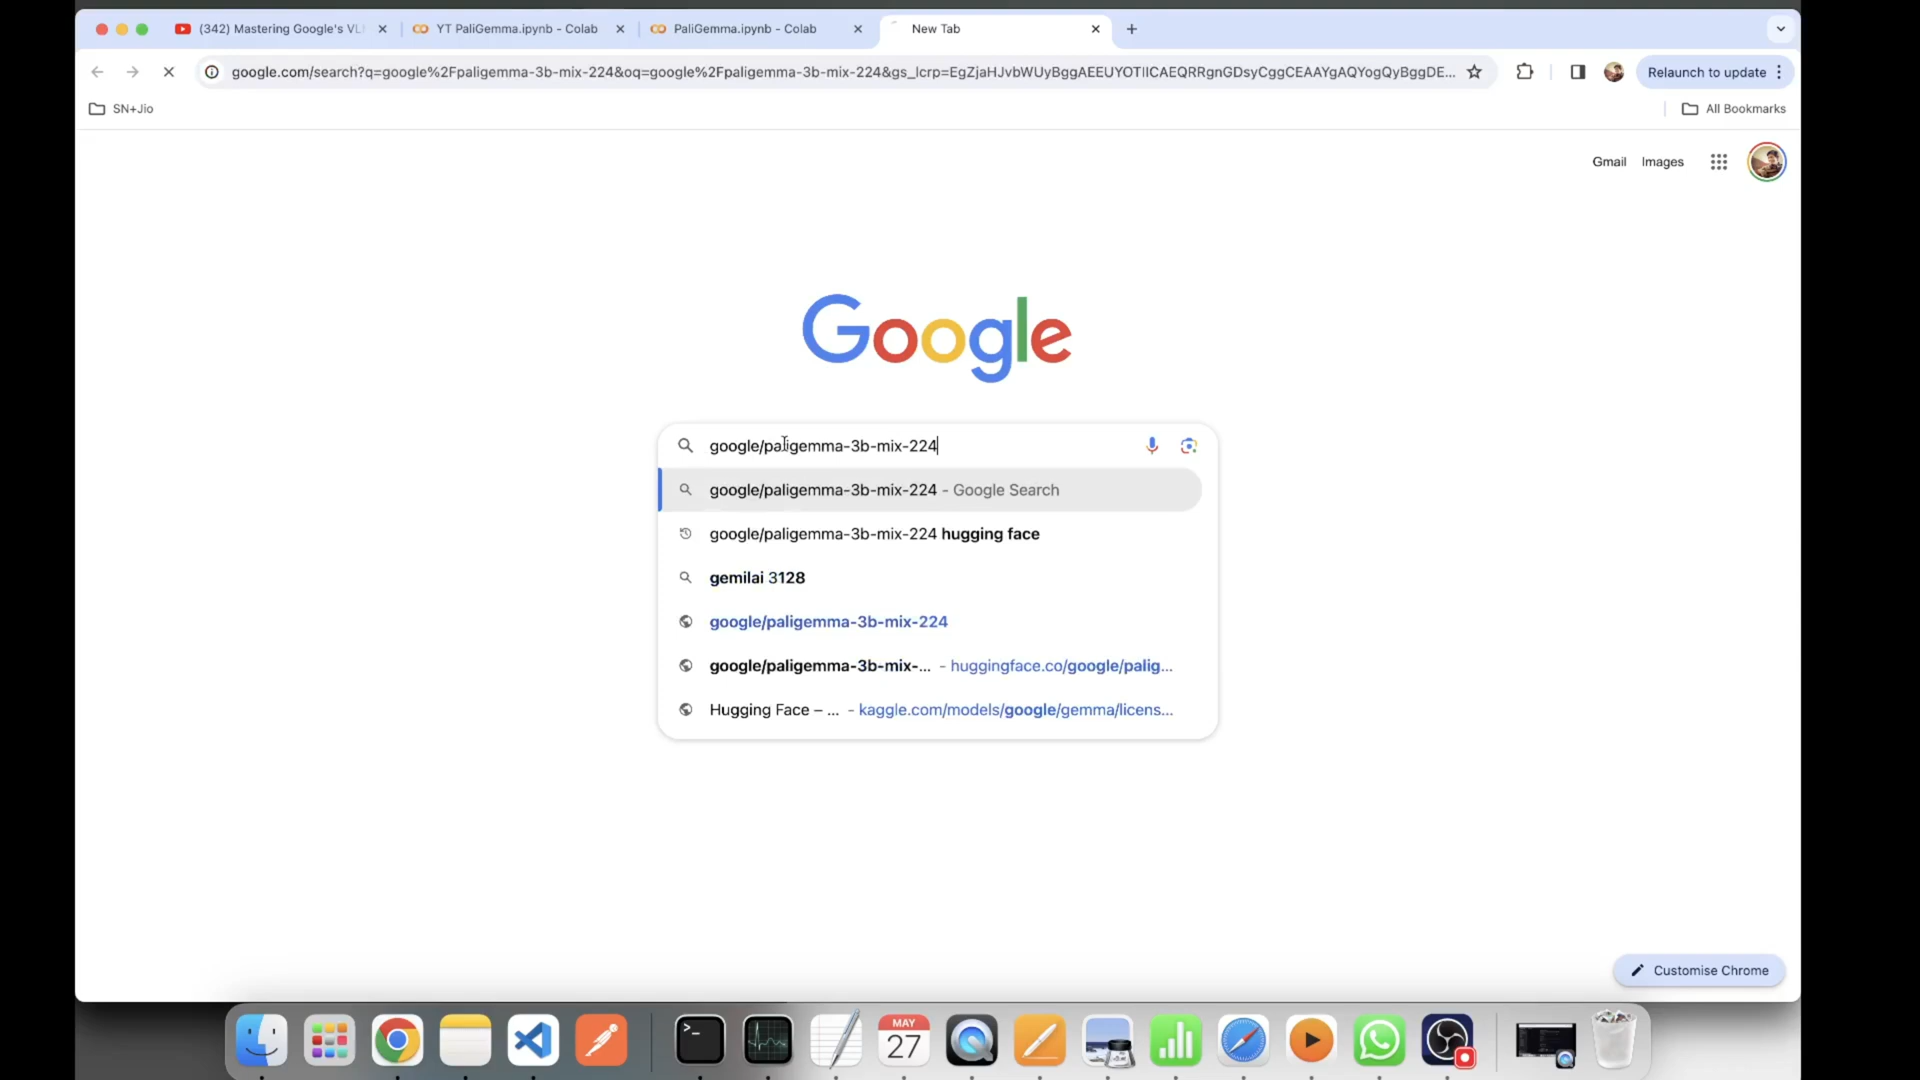 (342) Mastering Google's VL
YT PaliGemma.ipynb - Colab
PaliGemma.ipynb - Colab
New Tab
google.com/search?q=google%2Fpaligemma-3b-mix-224&oq=google%2Fpaligemma-3b-mix-224&gs_lcrp=EgZjaHJvbWUyBggAEEUYOTIICAEQRRgnGDsyCggCEAAYgAQYogQyBggDE...
Relaunch to update
SN+Jio
All Bookmarks
Gmail
Images
Google
google/paligemma-3b-mix-224
google/paligemma-3b-mix-224 - Google Search
google/paligemma-3b-mix-224 hugging face
gemilai 3128
google/paligemma-3b-mix-224
google/paligemma-3b-mix-... - huggingface.co/google/palig...
Hugging Face – ... - kaggle.com/models/google/gemma/licens...
Customise Chrome
MAY
27